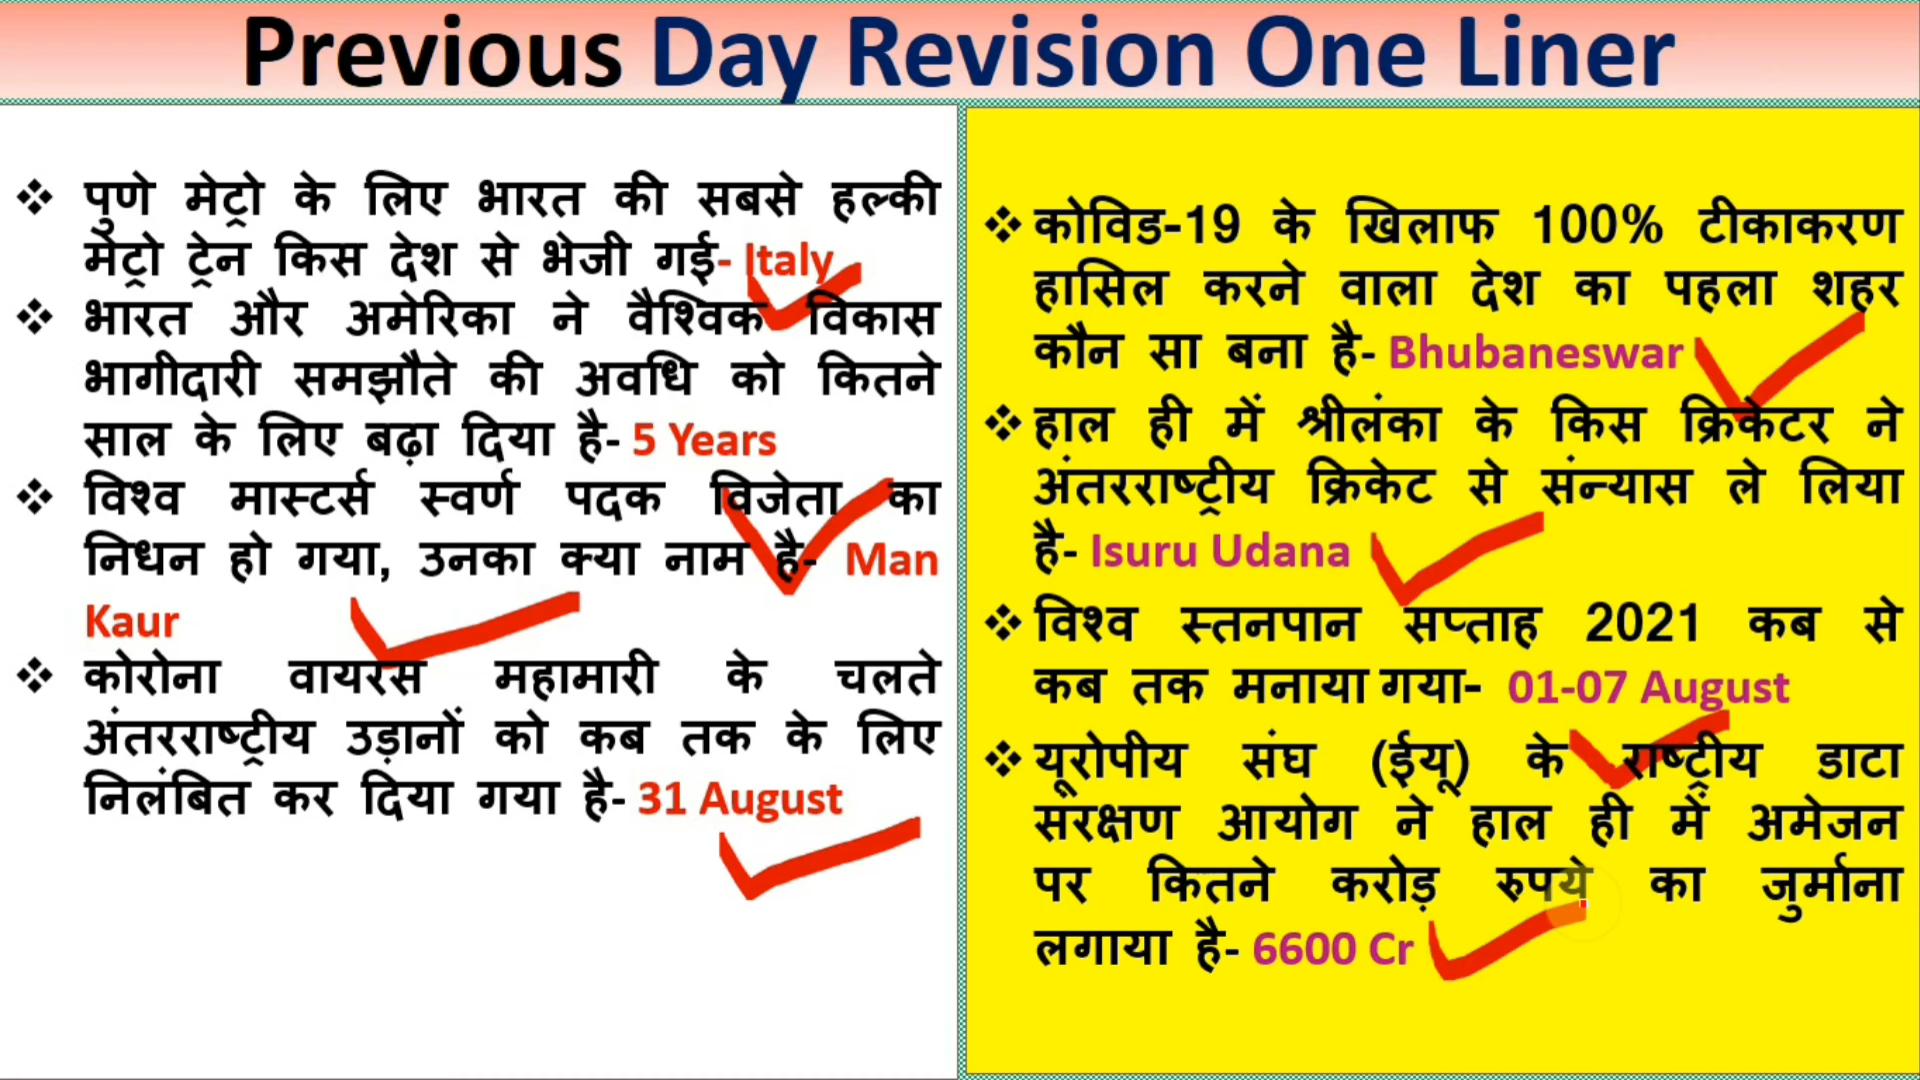 Previous Day Revision One Liner
❖ पुणे मेट्रो के लिए भारत की सबसे हल्की
मेट्रो ट्रेन किस देश से भेजी गई- Italy
❖ भारत और अमेरिका ने वैश्विक विकास
भागीदारी समझौते की अवधि को कितने
साल के लिए बढ़ा दिया है- 5 Years
❖ विश्व मास्टर्स स्वर्ण पदक विजेता का
निधन हो गया, उनका क्या नाम है- Man
Kaur
❖ कोरोना वायरस महामारी के चलते
अंतरराष्ट्रीय उड़ानों को कब तक के लिए
निलंबित कर दिया गया है- 31 August
❖ कोविड-19 के खिलाफ 100% टीकाकरण
हासिल करने वाला देश का पहला शहर
कौन सा बना है- Bhubaneswar
❖ हाल ही में श्रीलंका के किस क्रिकेटर ने
अंतरराष्ट्रीय क्रिकेट से संन्यास ले लिया
है- Isuru Udana
❖ विश्व स्तनपान सप्ताह 2021 कब से
कब तक मनाया गया- 01-07 August
❖ यूरोपीय संघ (ईयू) के राष्ट्रीय डाटा
संरक्षण आयोग ने हाल ही में अमेजन
पर कितने करोड़ रुपये का जुर्माना
लगाया है- 6600 Cr